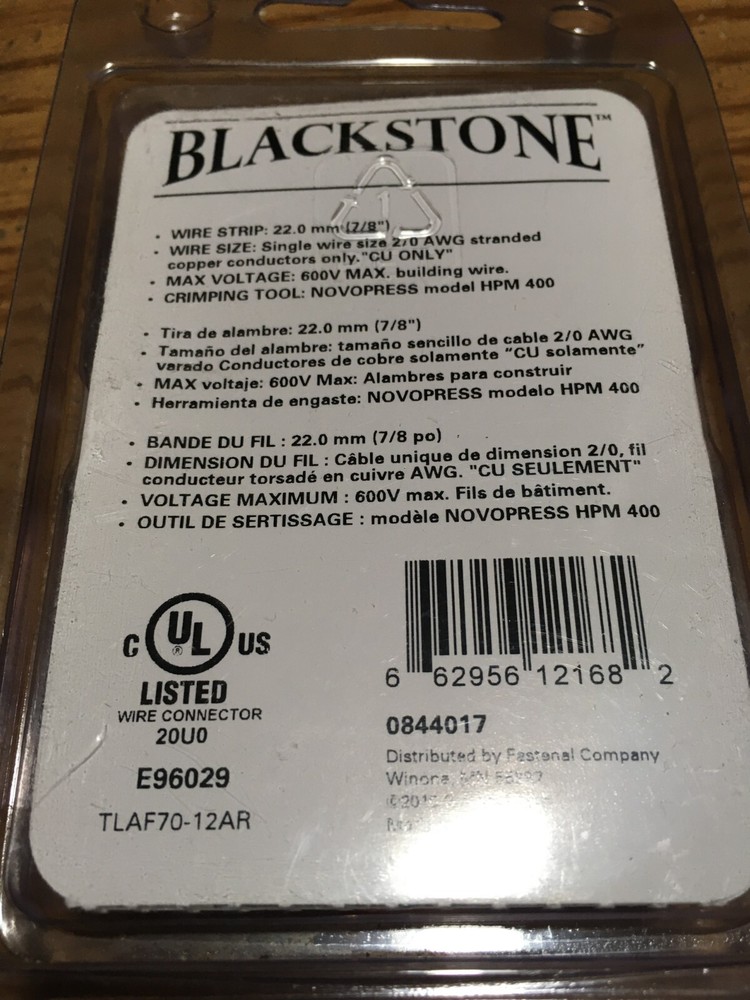 BLACKSTONE™
1
• WIRE STRIP: 22.0 mm (7/8")
• WIRE SIZE: Single wire size 2/0 AWG stranded
copper conductors only."CU ONLY"
• MAX VOLTAGE: 600V MAX. building wire.
• CRIMPING TOOL: NOVOPRESS model HPM 400
• Tira de alambre: 22.0 mm (7/8")
• Tamaño del alambre: tamaño sencillo de cable 2/0 AWG
varado Conductores de cobre solamente “CU solamente”
• MAX voltaje: 600V Max: Alambres para construir
• Herramienta de engaste: NOVOPRESS modelo HPM 400
• BANDE DU FIL : 22.0 mm (7/8 po)
• DIMENSION DU FIL : Câble unique de dimension 2/0, fil
conducteur torsadé en cuivre AWG. "CU SEULEMENT"
• VOLTAGE MAXIMUM : 600V max. Fils de bâtiment.
• OUTIL DE SERTISSAGE : modèle NOVOPRESS HPM 400
C UL ® US
LISTED
WIRE CONNECTOR
20U0
E96029
TLAF70-12AR
6 62956 12168 2
0844017
Distributed by Fastenal Company
Winona